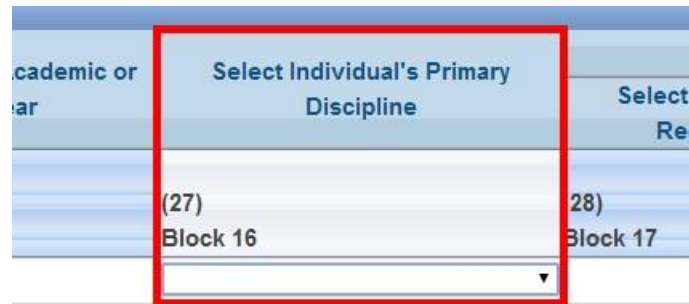 cademic or
ear
Select Individual's Primary
Discipline
Select
Re
(27)
Block 16
28)
Block 17